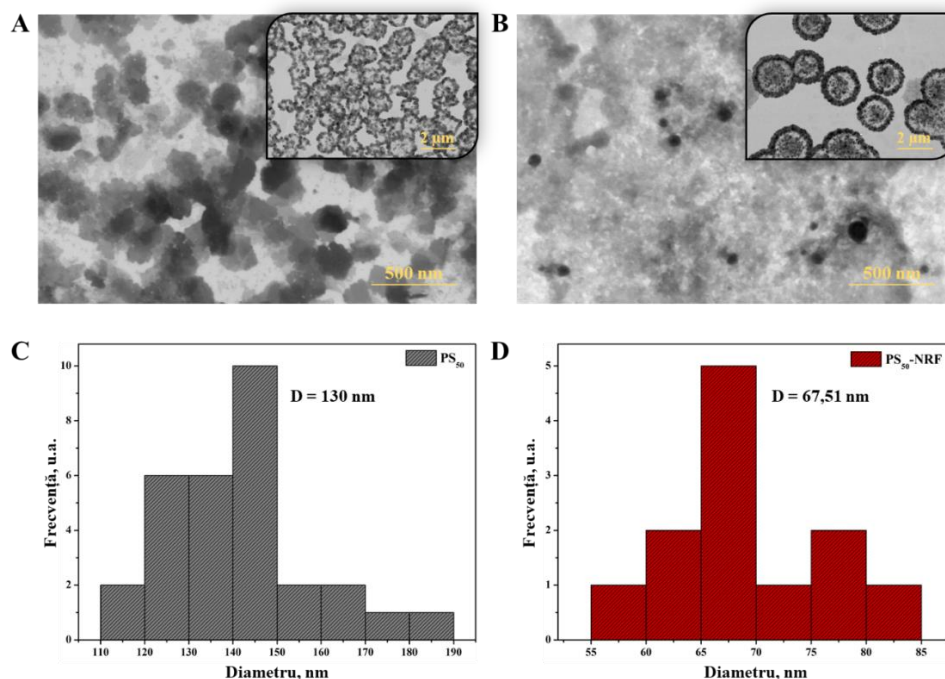 A
2 µm
500 nm
B
2 µm
500 nm
C
PS₅₀
D = 130 nm
Frecvență, u.a.
10
8
6
4
2
0
110 120 130 140 150 160 170 180 190
Diametru, nm
D
PS₅₀-NRF
D = 67,51 nm
Frecvență, u.a.
5
4
3
2
1
0
55 60 65 70 75 80 85
Diametru, nm